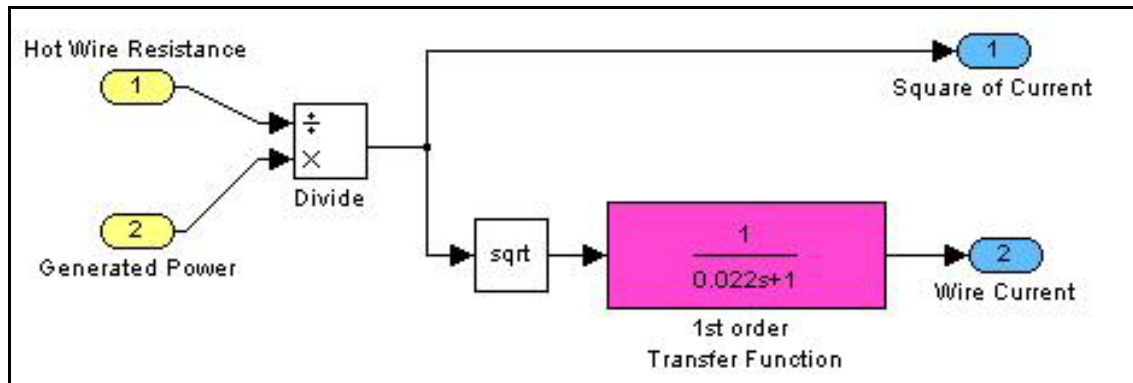 Hot Wire Resistance
1
÷
×
Divide
2
Generated Power
1
Square of Current
sqrt
1
0.022s+1
1st order
Transfer Function
2
Wire Current